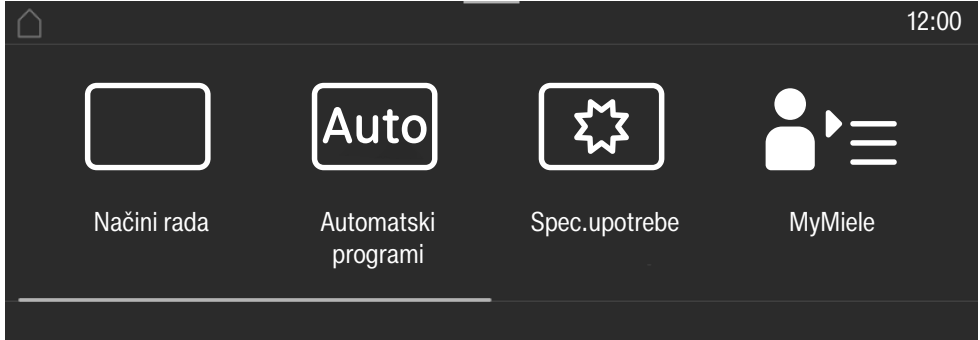 12:00
Auto
Načini rada
Automatski
programi
Spec.upotrebe
MyMiele